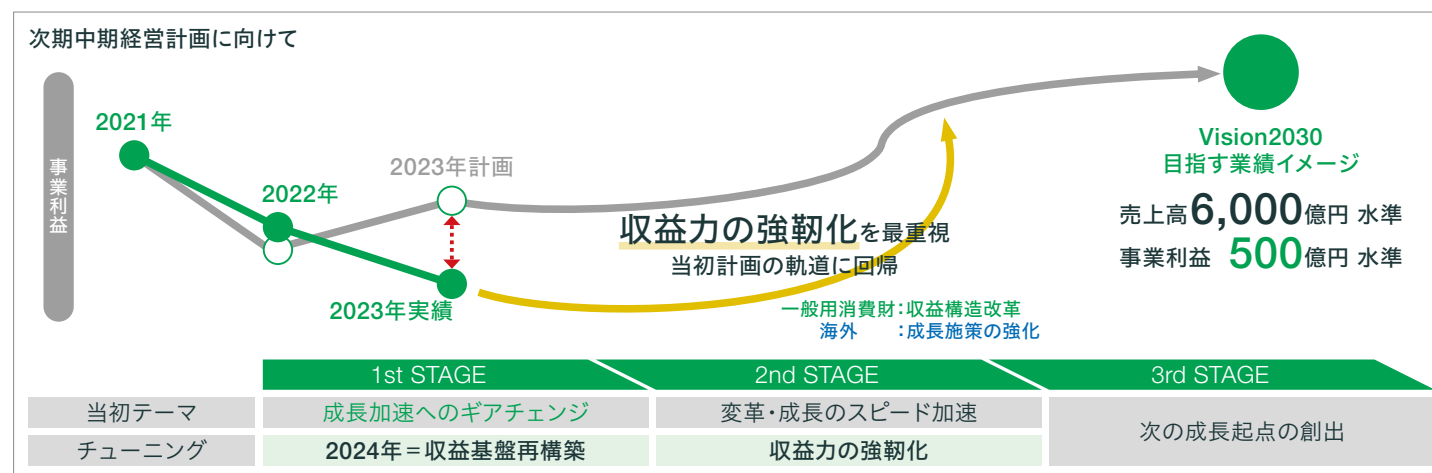 次期中期経営計画に向けて
事業利益
2021年
2022年
2023年計画
2023年実績
収益力の強靭化を最重視
当初計画の軌道に回帰
一般用消費財:収益構造改革
海外 :成長施策の強化
Vision2030
目指す業績イメージ
売上高6,000億円 水準
事業利益 500億円 水準
1st STAGE 2nd STAGE 3rd STAGE
当初テーマ 成長加速へのギアチェンジ 変革・成長のスピード加速
次の成長起点の創出
チューニング 2024年=収益基盤再構築 収益力の強靭化